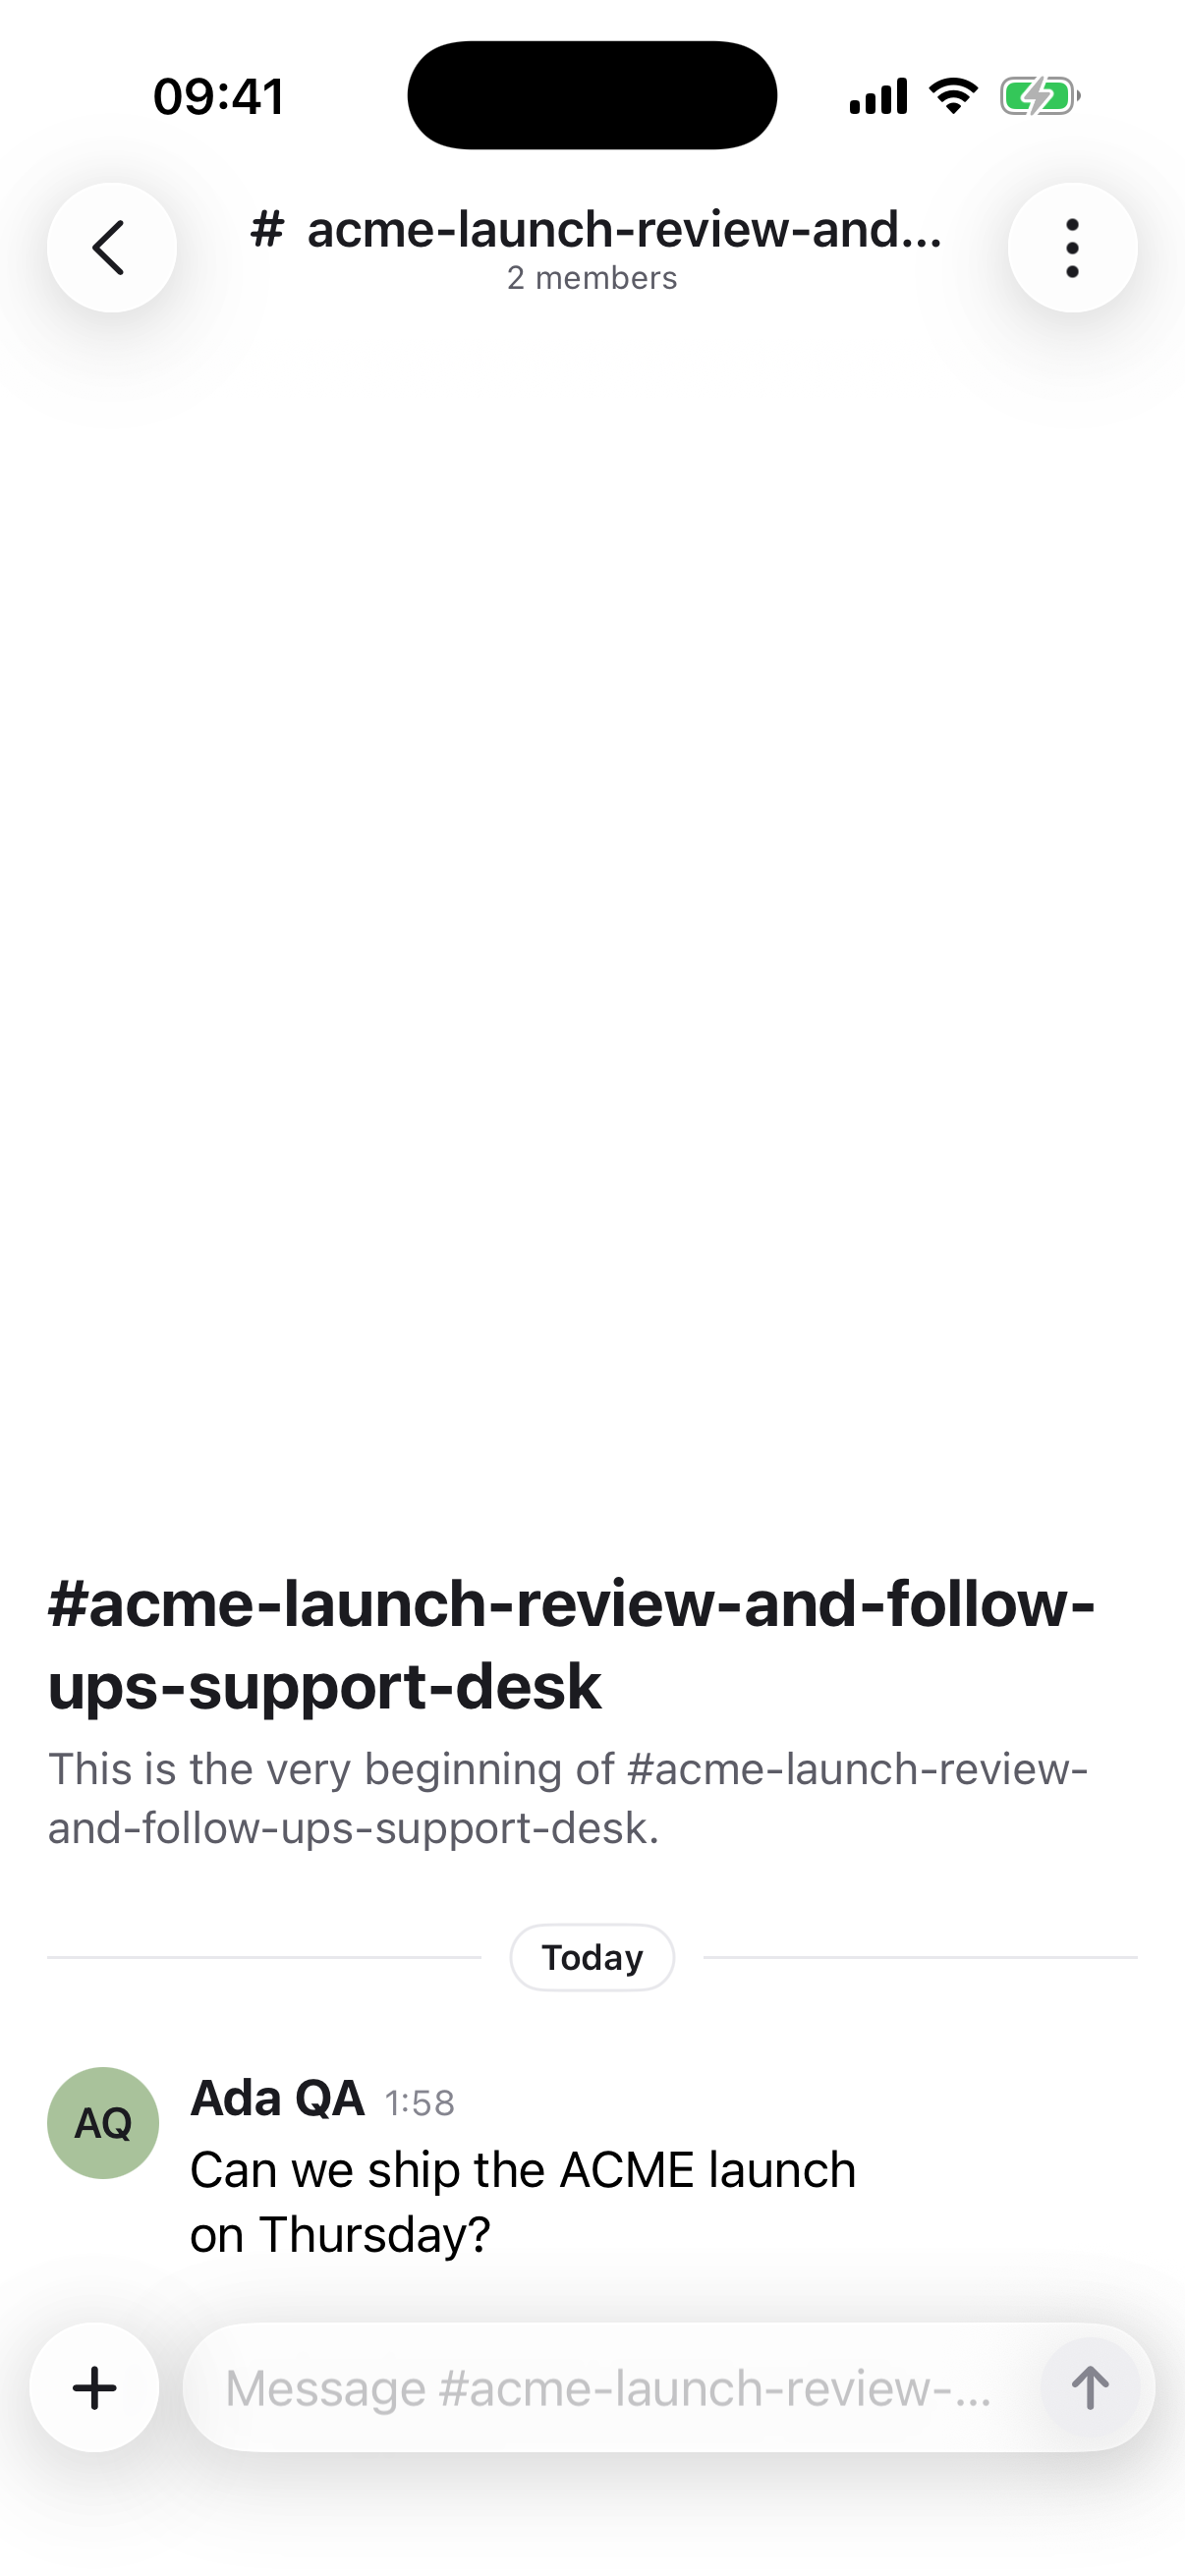 09:41
# acme-launch-review-and...
2 members
#acme-launch-review-and-follow-
ups-support-desk
This is the very beginning of #acme-launch-review-
and-follow-ups-support-desk.
Today
AQ
Ada QA 1:58
Can we ship the ACME launch
on Thursday?
Message #acme-launch-review-...